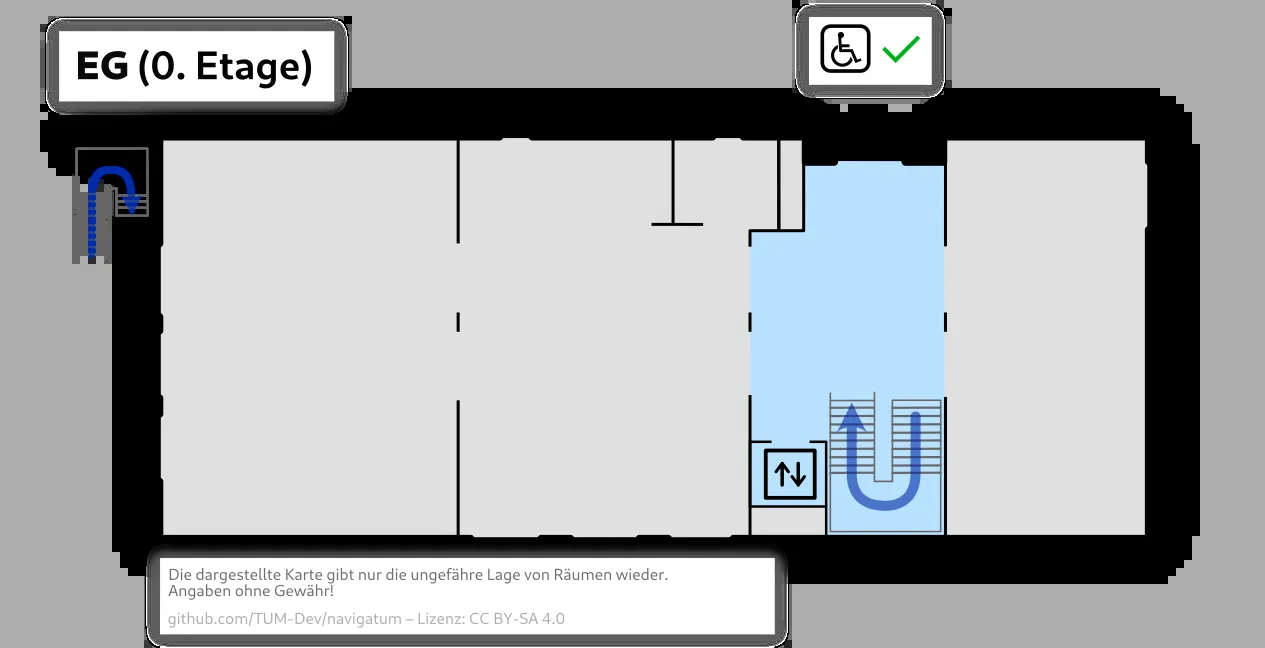 EG (0. Etage)
Die dargestellte Karte gibt nur die ungefähre Lage von Räumen wieder.
Angaben ohne Gewähr!
github.com/TUM-Dev/navigatum – Lizenz: CC BY-SA 4.0